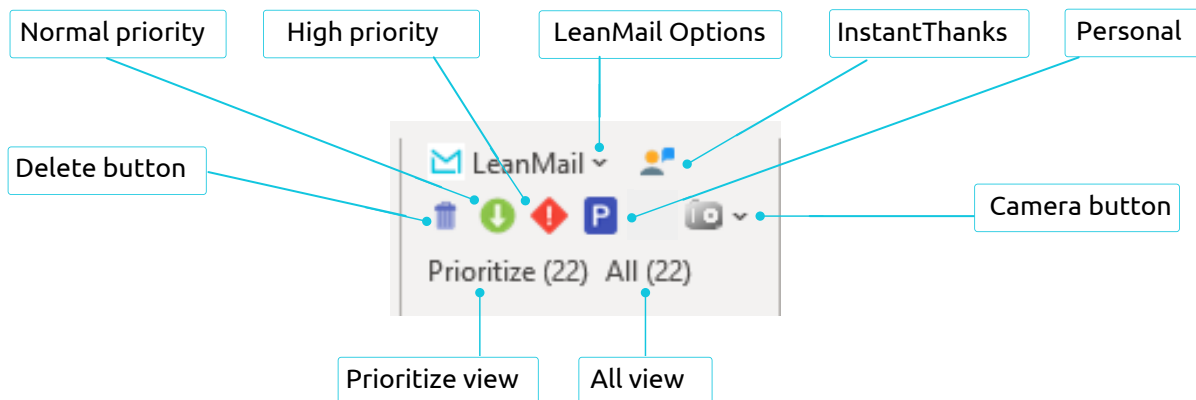 Normal priority
High priority
LeanMail Options
InstantThanks
Personal
Delete button
LeanMail
P
Camera button
Prioritize (22) All (22)
Prioritize view
All view